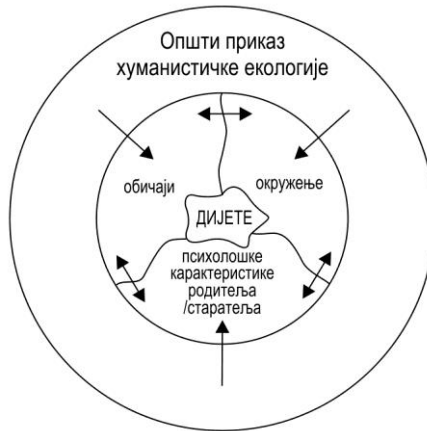 Општи приказ
хуманистичке екологије
обичаји
окружење
ДИЈЕТЕ
психолошке
карактеристике
родитеља
/старатеља